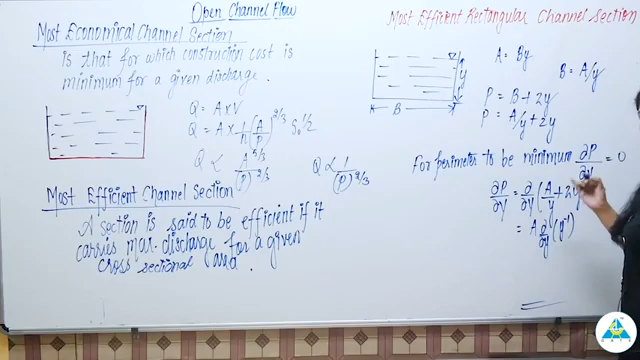 Open Channel Flow
Most Economical Channel Section
is that for which construction cost is
minimum for a given discharge.
Q = A×V
Q = A × 1/n (A/P)^2/3 S₀^1/2
Q ∝ A^5/3 / (P)^2/3
Q ∝ 1/(P)^2/3
Most Efficient Channel Section
A section is said to be efficient if it
carries max. discharge for a given
cross sectional area.
Most Efficient Rectangular Channel Section
y
B
A = By
B = A/y
P = B + 2y
P = A/y + 2y
For perimeter to be minimum ∂P/∂y = 0
∂P/∂y = ∂/∂y (A/y + 2y
= A ∂/∂y (y⁻¹)